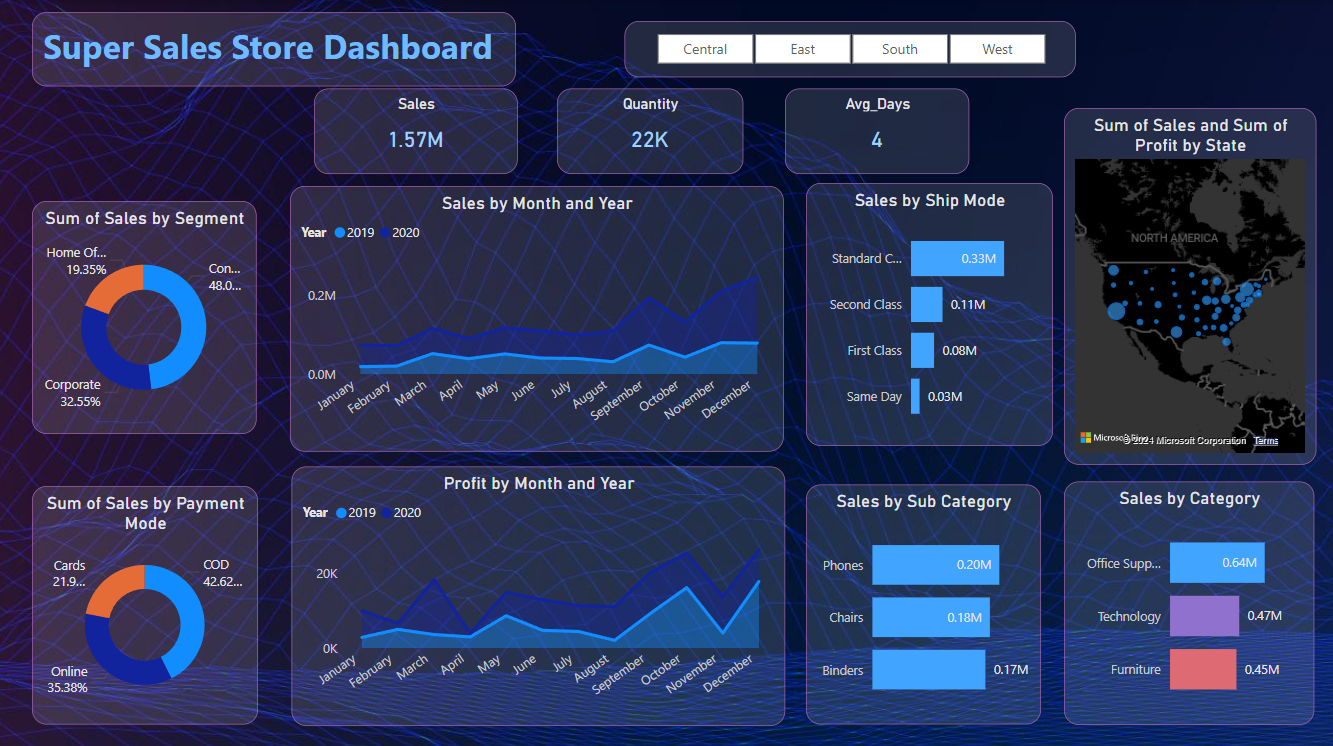 Super Sales Store Dashboard
Central
East
South
West
Sales
1.57M
Quantity
22K
Avg_Days
4
Sum of Sales and Sum of
Profit by State
NORTH AMERICA
© 2024 Microsoft Corporation Terms
Sum of Sales by Segment
Home Of...
19.35%
Con...
48.0...
Corporate
32.55%
Sales by Month and Year
Year 2019 2020
0.2M
0.0M
January
February
March
April
May
June
July
August
September
October
November
December
Sales by Ship Mode
Standard C... 0.33M
Second Class 0.11M
First Class 0.08M
Same Day 0.03M
Sum of Sales by Payment
Mode
Cards
21.9...
COD
42.62...
Online
35.38%
Profit by Month and Year
Year 2019 2020
20K
0K
January
February
March
April
May
June
July
August
September
October
November
December
Sales by Sub Category
Phones 0.20M
Chairs 0.18M
Binders 0.17M
Sales by Category
Office Supp... 0.64M
Technology 0.47M
Furniture 0.45M